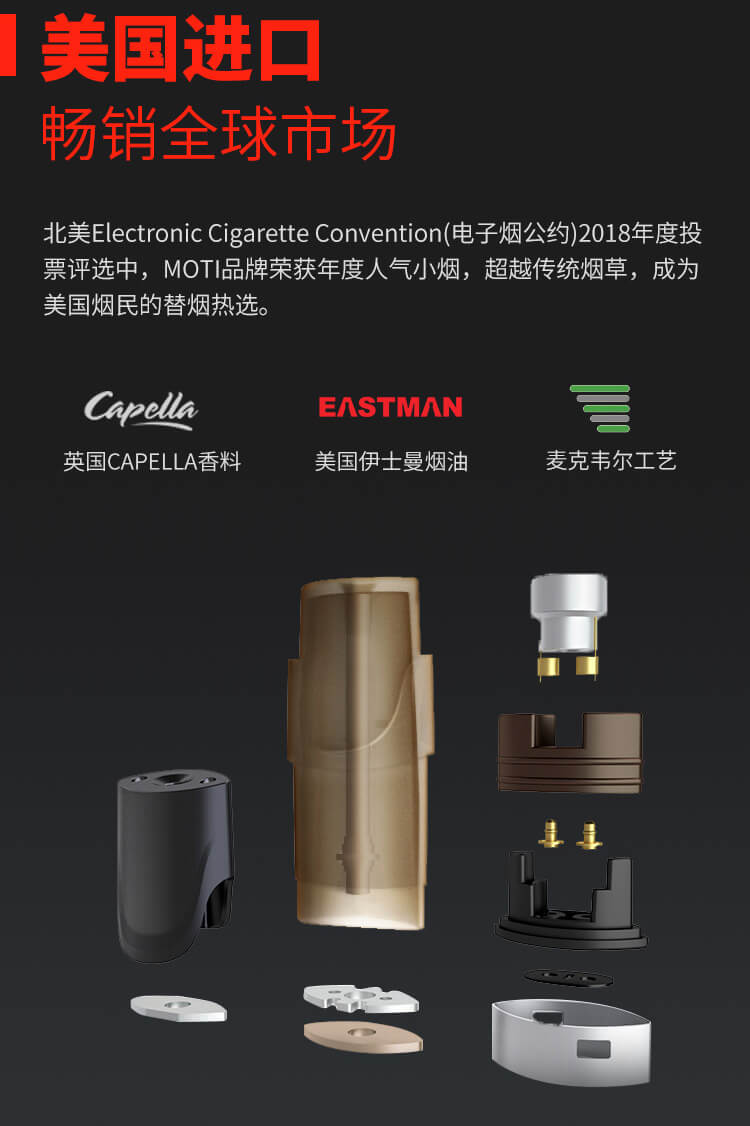 美国进口
畅销全球市场
北美Electronic Cigarette Convention(电子烟公约)2018年度投
票评选中，MOTI品牌荣获年度人气小烟，超越传统烟草，成为
美国烟民的替烟热选。
Capella
EASTMAN
英国CAPELLA香料
美国伊士曼烟油
麦克韦尔工艺